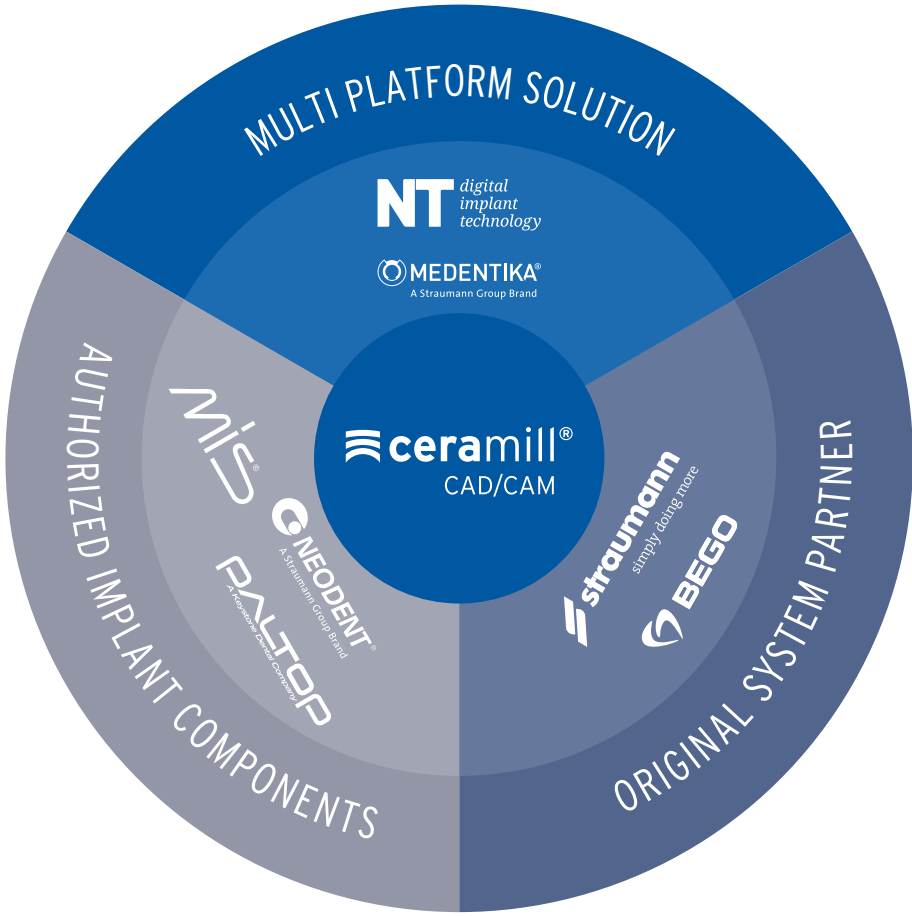 MULTI PLATFORM SOLUTION
NT digital
implant
technology
MEDENTIKA®
A Straumann Group Brand
ceramill®
CAD/CAM
AUTHORIZED IMPLANT COMPONENTS
MIS®
NEODENT®
A Straumann Group Brand
PALTOP
A Keystone Dental Company
ORIGINAL SYSTEM PARTNER
straumann
simply doing more
BEGO